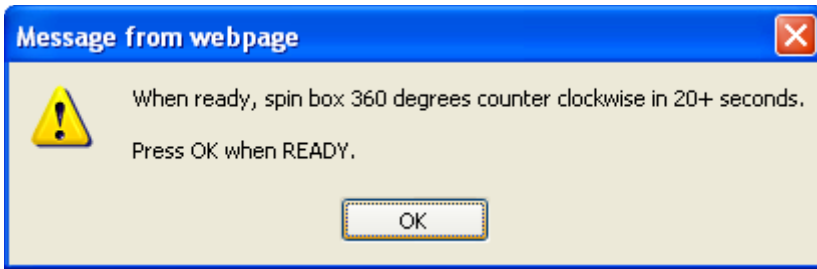 Message from webpage
When ready, spin box 360 degrees counter clockwise in 20+ seconds.
Press OK when READY.
OK